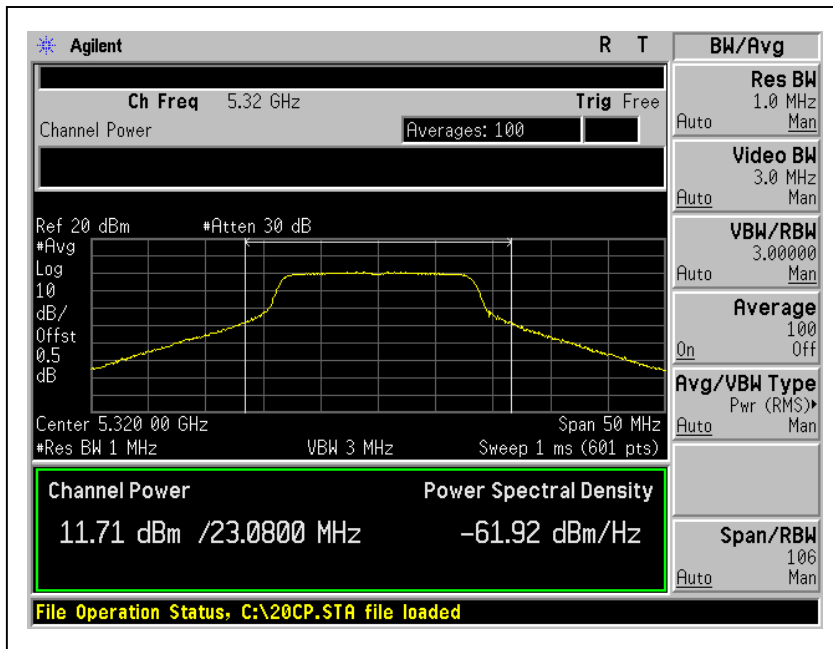 Agilent R T BW/Avg
Ch Freq 5.32 GHz Trig Free
Channel Power Averages: 100
Ref 20 dBm #Atten 30 dB
#Avg
Log
10
dB/
Offst
0.5
dB
Center 5.320 00 GHz Span 50 MHz
#Res BW 1 MHz VBW 3 MHz Sweep 1 ms (601 pts)
Channel Power Power Spectral Density
11.71 dBm /23.0800 MHz -61.92 dBm/Hz
File Operation Status, C:\20CP.STA file loaded
Res BW
1.0 MHz
Auto Man
Video BW
3.0 MHz
Auto Man
VBW/RBW
3.00000
Auto Man
Average
100
On Off
Avg/VBW Type
Pwr (RMS)▸
Auto Man
Span/RBW
106
Auto Man